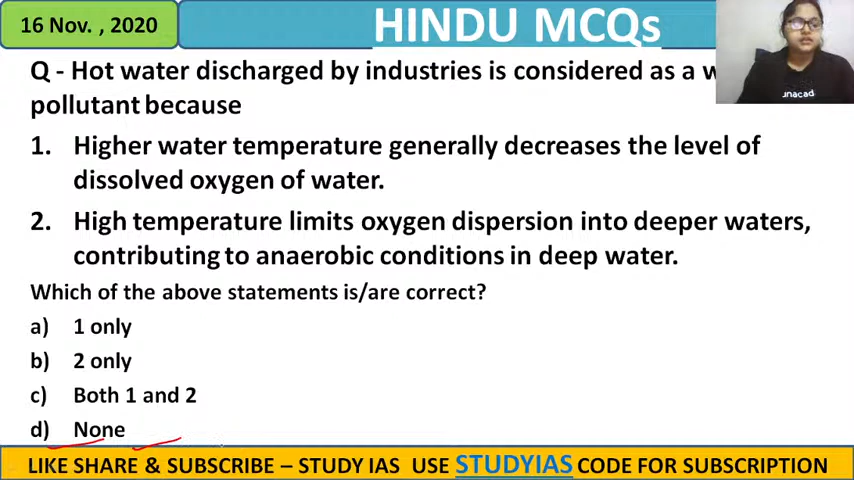 16 Nov. , 2020
HINDU MCQs
Q - Hot water discharged by industries is considered as a
pollutant because
1. Higher water temperature generally decreases the level of
dissolved oxygen of water.
2. High temperature limits oxygen dispersion into deeper waters,
contributing to anaerobic conditions in deep water.
Which of the above statements is/are correct?
a) 1 only
b) 2 only
c) Both 1 and 2
d) None
LIKE SHARE & SUBSCRIBE – STUDY IAS USE STUDYIAS CODE FOR SUBSCRIPTION